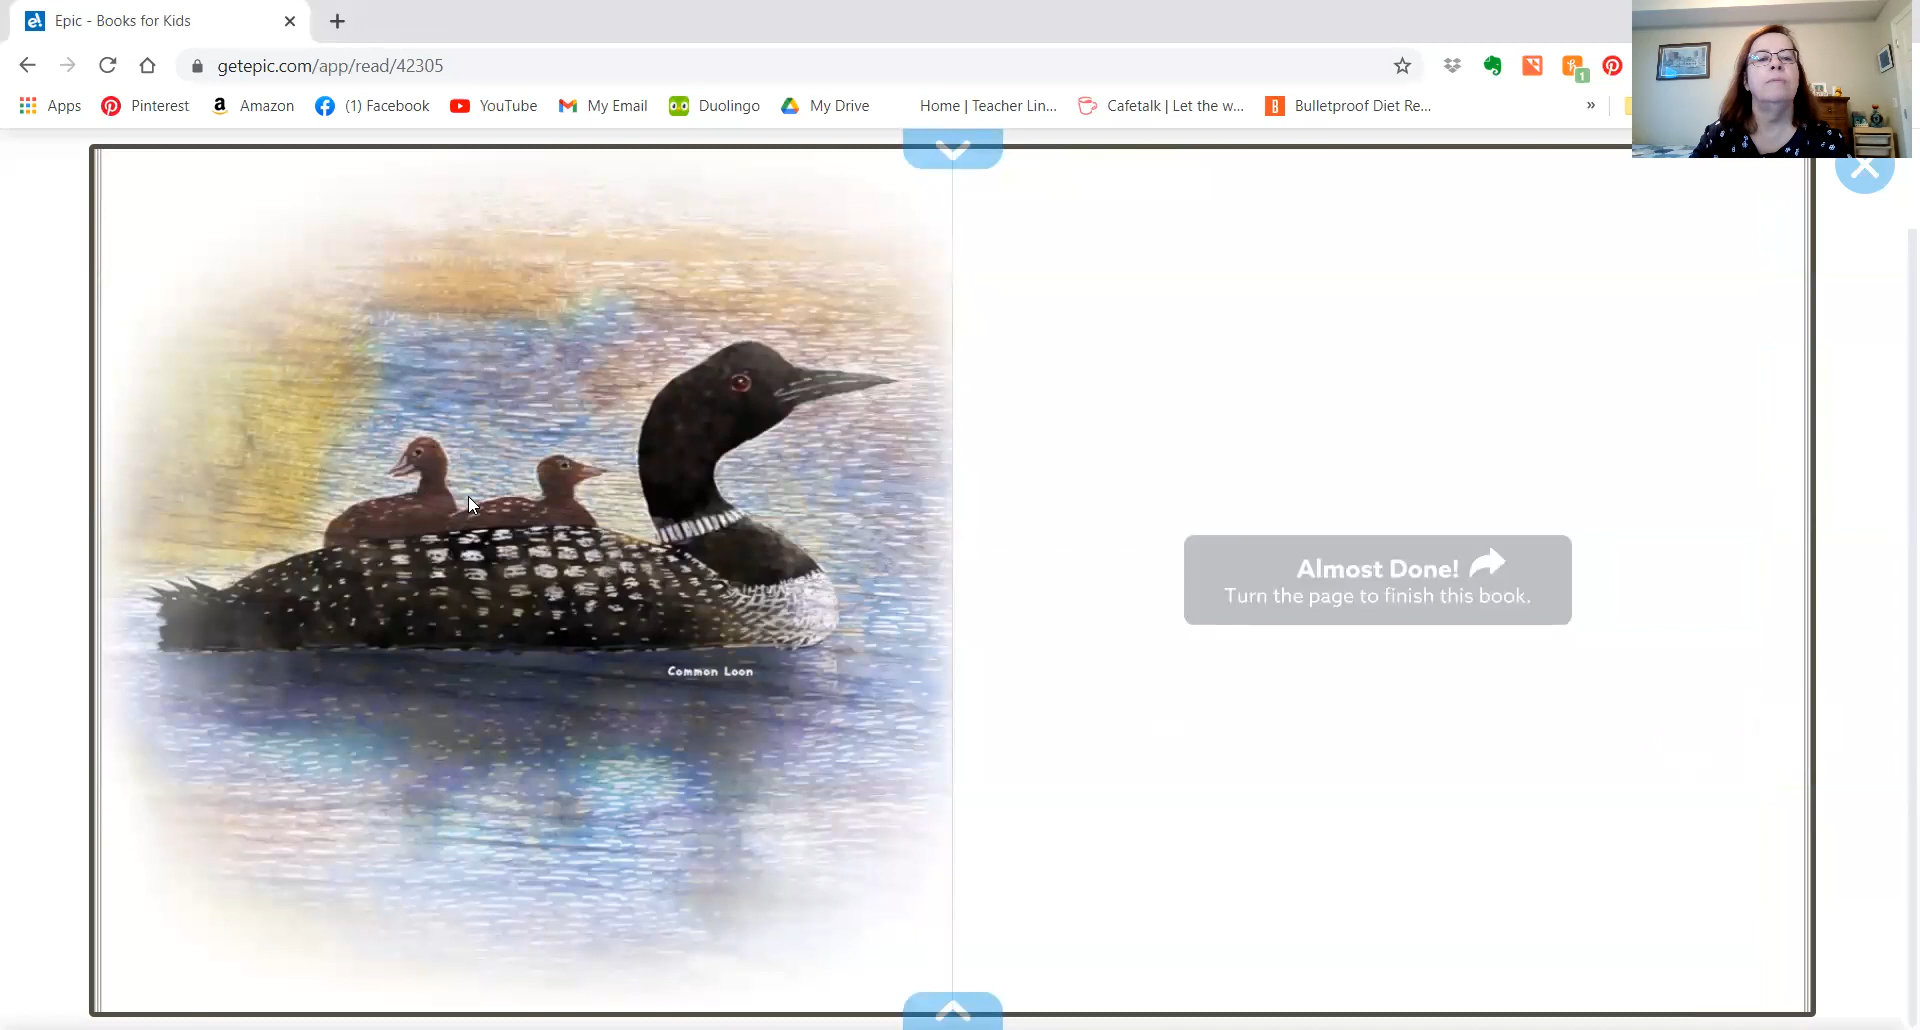 Epic - Books for Kids
getepic.com/app/read/42305
1
Apps Pinterest Amazon (1) Facebook YouTube My Email Duolingo My Drive Home | Teacher Lin... Cafetalk | Let the w... Bulletproof Diet Re... »
Common Loon
Almost Done!
Turn the page to finish this book.